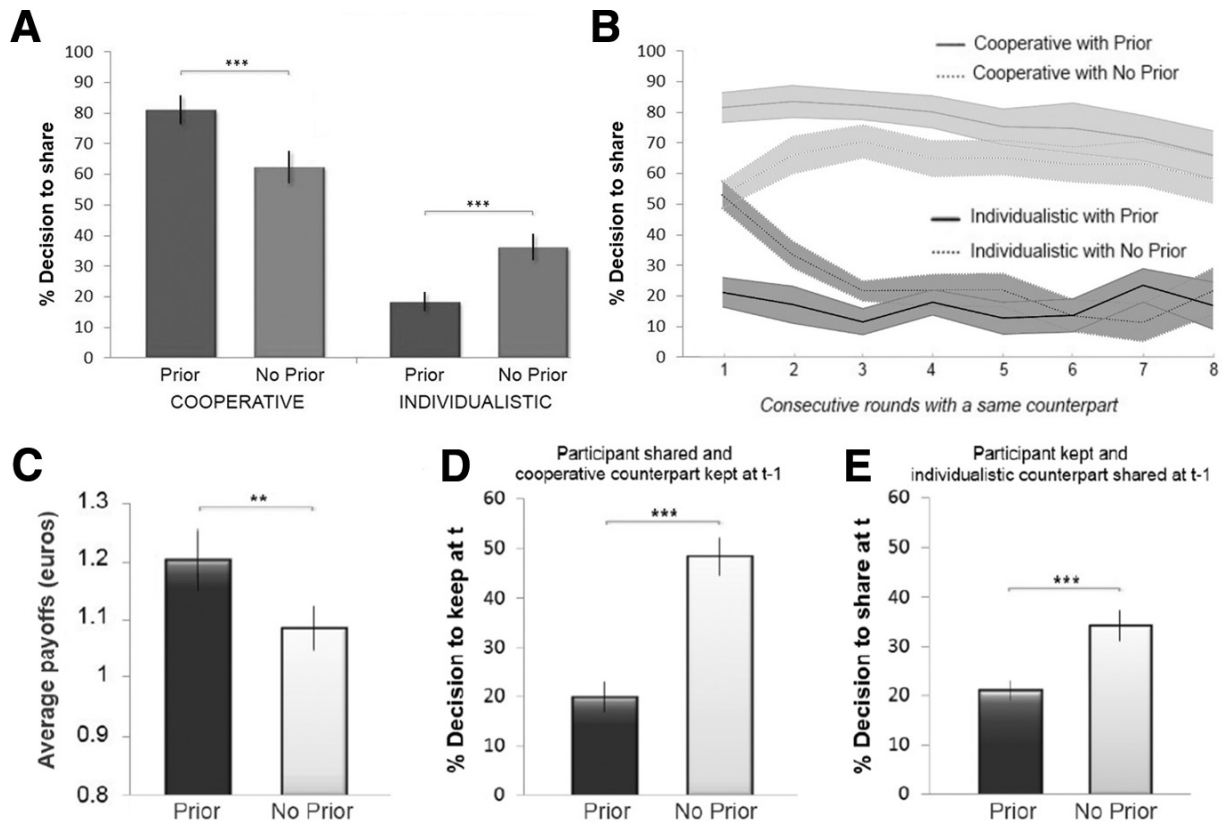 A
% Decision to share
100
90
80
70
60
50
40
30
20
10
0
***
***
Prior
No Prior
Prior
No Prior
COOPERATIVE
INDIVIDUALISTIC
B
% Decision to share
100
90
80
70
60
50
40
30
20
10
0
Cooperative with Prior
Cooperative with No Prior
Individualistic with Prior
Individualistic with No Prior
1 2 3 4 5 6 7 8
Consecutive rounds with a same counterpart
C
Average payoffs (euros)
1.3
1.2
1.1
1
0.9
0.8
**
Prior
No Prior
D
Participant shared and
cooperative counterpart kept at t-1
% Decision to keep at t
60
50
40
30
20
10
0
***
Prior
No Prior
E
Participant kept and
individualistic counterpart shared at t-1
% Decision to share at t
60
50
40
30
20
10
0
***
Prior
No Prior